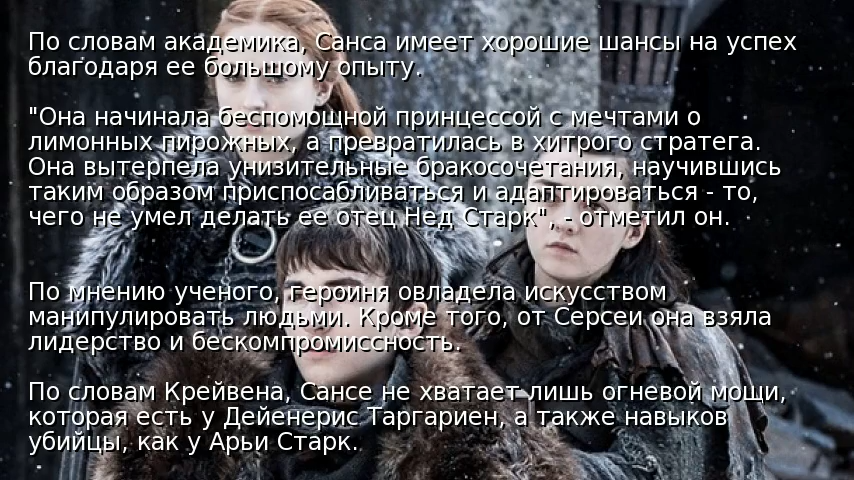 По словам академика, Санса имеет хорошие шансы на успех
благодаря ее большому опыту.
"Она начинала беспомощной принцессой с мечтами о
лимонных пирожных, а превратилась в хитрого стратега.
Она вытерпела унизительные бракосочетания, научившись
таким образом приспосабливаться и адаптироваться - то,
чего не умел делать ее отец Нед Старк", - отметил он.
По мнению ученого, героиня овладела искусством
манипулировать людьми. Кроме того, от Серсеи она взяла
лидерство и бескомпромиссность.
По словам Крейвена, Сансе не хватает лишь огневой мощи,
которая есть у Дейенерис Таргариен, а также навыков
убийцы, как у Арьи Старк.